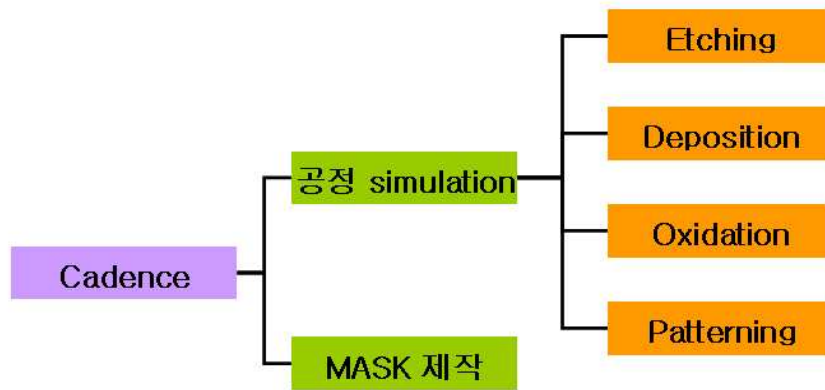 Cadence
공정 simulation
MASK 제작
Etching
Deposition
Oxidation
Patterning